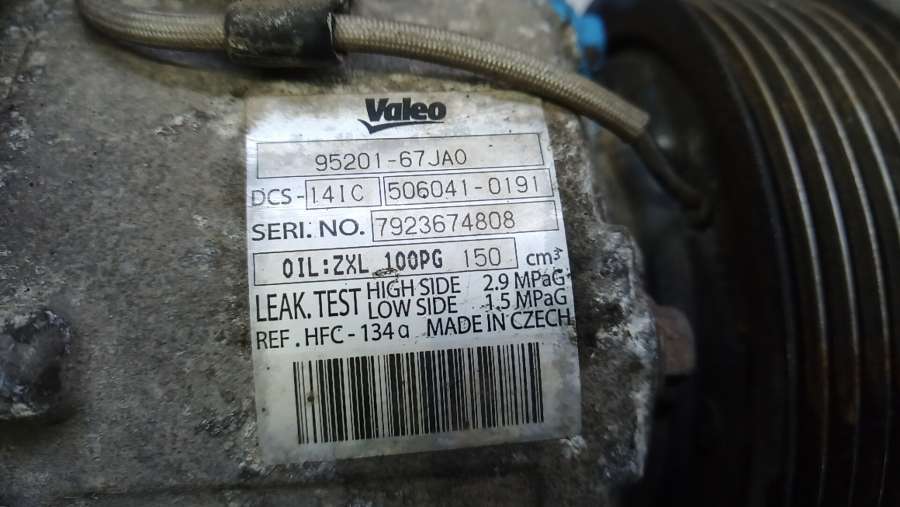 Valeo
95201-67JA0
DCS - 141C 506041-0191
SERI. NO. 7923674808
OIL:ZXL 100PG 150 cm³
LEAK. TEST HIGH SIDE 2.9 MPaG
LOW SIDE 1.5 MPaG
REF . HFC - 134a MADE IN CZECH